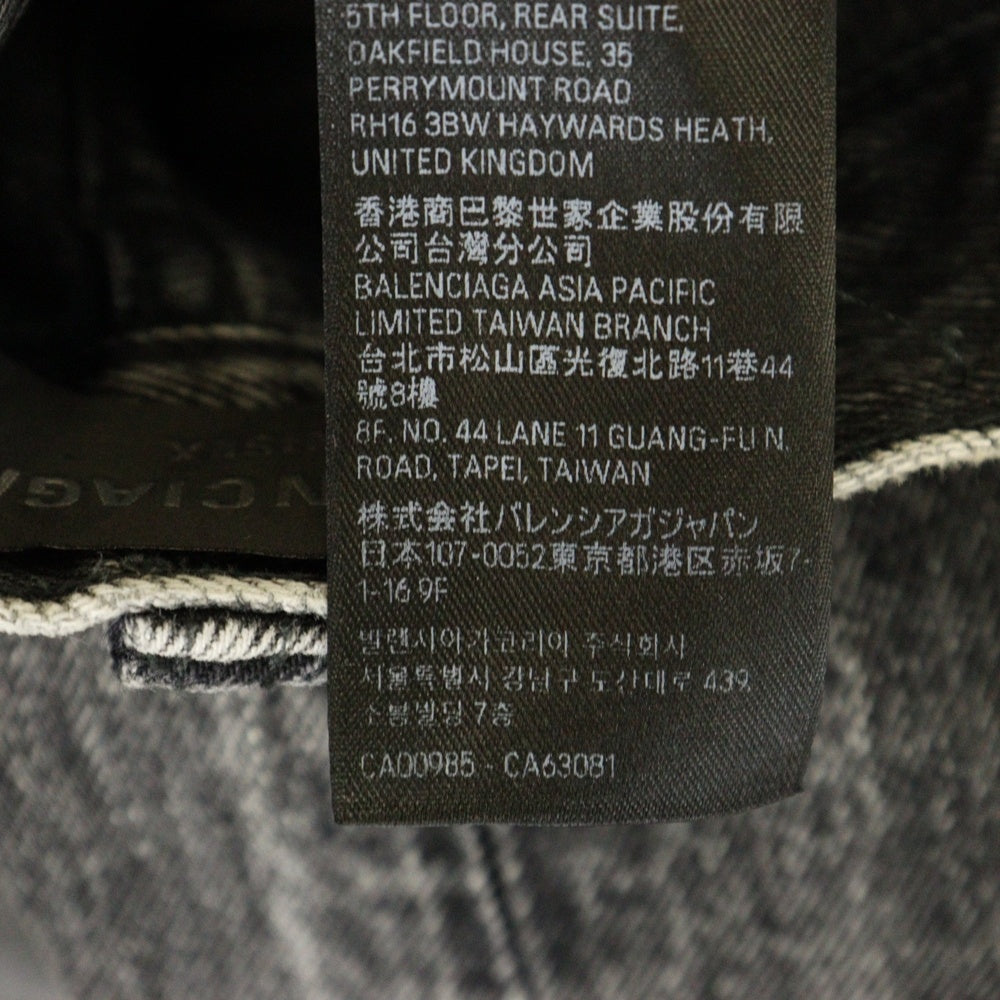 5TH FLOOR, REAR SUITE,
OAKFIELD HOUSE, 35
PERRYMOUNT ROAD
RH16 3BW HAYWARDS HEATH,
UNITED KINGDOM
香港商巴黎世家企業股份有限
公司台灣分公司
BALENCIAGA ASIA PACIFIC
LIMITED TAIWAN BRANCH
台北市松山區光復北路11巷44
號8樓
8F. NO. 44 LANE 11 GUANG-FU N.
ROAD, TAPEI, TAIWAN
株式会社バレンシアガジャパン
日本107-0052東京都港区赤坂7-
1-16 9F
발렌시아가코리아 주식회사
서울특별시 강남구 도산대로 439,
소봄빌딩 7층
CA00985 - CA63081
NCIAGA